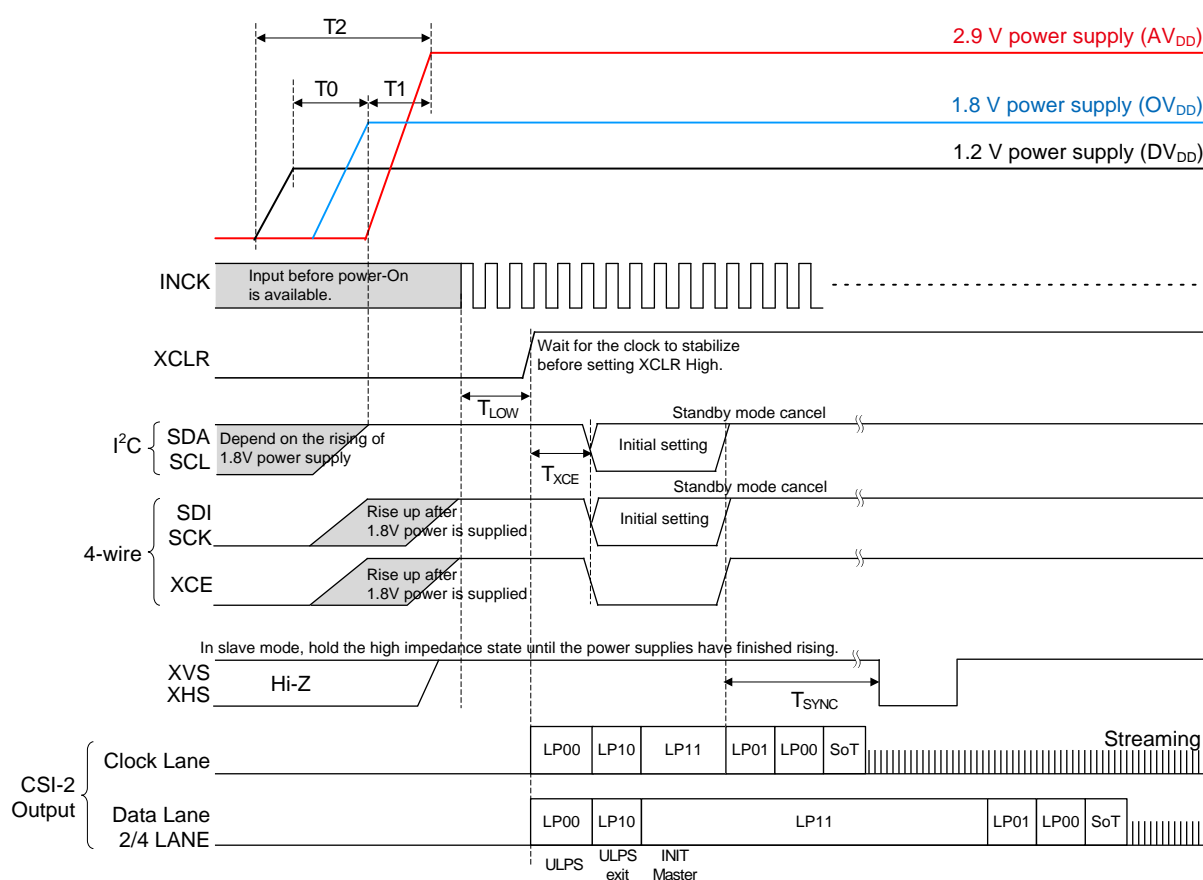 T2
2.9 V power supply (AVDD)
T0
T1
1.8 V power supply (OVDD)
1.2 V power supply (DVDD)
INCK
Input before power-On
is available.
XCLR
Wait for the clock to stabilize
before setting XCLR High.
TLOW
Standby mode cancel
I²C
SDA
SCL
Depend on the rising of
1.8V power supply
Initial setting
TXCE
Standby mode cancel
4-wire
SDI
SCK
Rise up after
1.8V power is supplied
Initial setting
XCE
Rise up after
1.8V power is supplied
In slave mode, hold the high impedance state until the power supplies have finished rising.
XVS
XHS
Hi-Z
TSYNC
CSI-2
Output
Clock Lane
LP00
LP10
LP11
LP01
LP00
SoT
Streaming
Data Lane
2/4 LANE
LP00
LP10
LP11
LP01
LP00
SoT
ULPS
ULPS
exit
INIT
Master